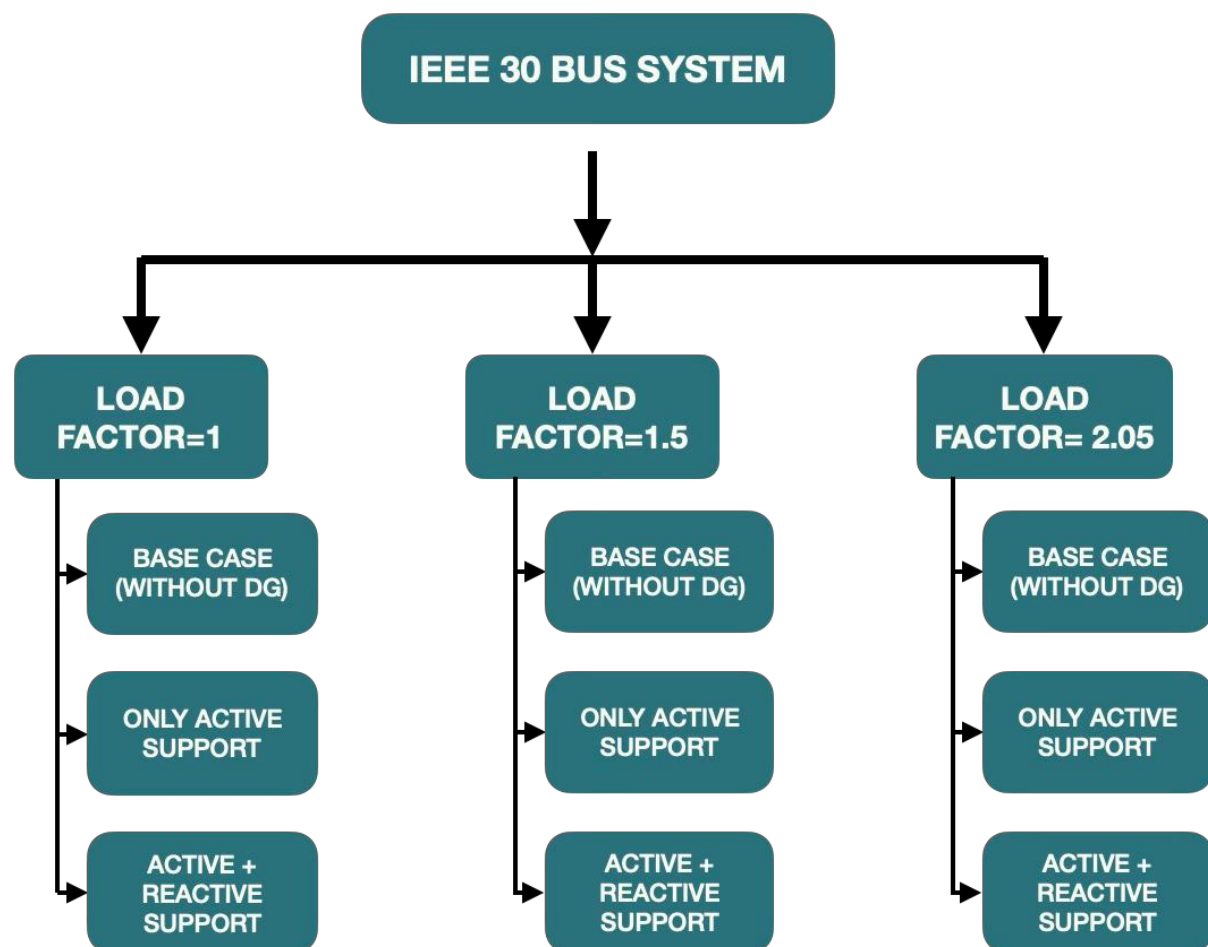 IEEE 30 BUS SYSTEM
LOAD
FACTOR=1
BASE CASE
(WITHOUT DG)
ONLY ACTIVE
SUPPORT
ACTIVE +
REACTIVE
SUPPORT
LOAD
FACTOR=1.5
BASE CASE
(WITHOUT DG)
ONLY ACTIVE
SUPPORT
ACTIVE +
REACTIVE
SUPPORT
LOAD
FACTOR= 2.05
BASE CASE
(WITHOUT DG)
ONLY ACTIVE
SUPPORT
ACTIVE +
REACTIVE
SUPPORT